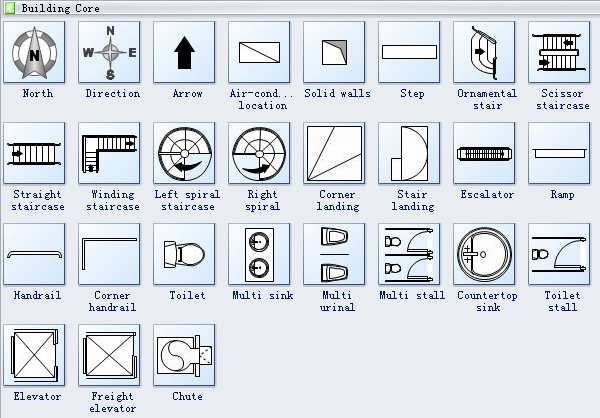 Building Core
N
N
W E
S
North
Direction
Arrow
Air-cond...
location
Solid walls
Step
Ornamental
stair
Scissor
staircase
Straight
staircase
Winding
staircase
Left spiral
staircase
Right
spiral
Corner
landing
Stair
landing
Escalator
Ramp
Handrail
Corner
handrail
Toilet
Multi sink
Multi
urinal
Multi stall
Countertop
sink
Toilet
stall
Elevator
Freight
elevator
Chute